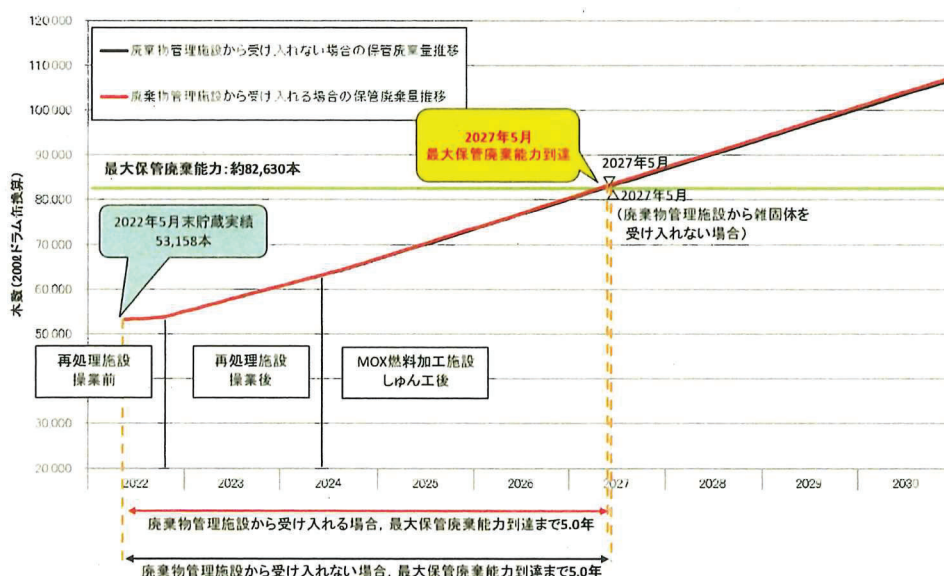 120,000
110,000
100,000
90,000
80,000
70,000
60,000
50,000
30,000
20,000
本数(200ℓドラム缶換算)
廃棄物管理施設から受け入れない場合の保管廃棄量推移
廃棄物管理施設から受け入れる場合の保管廃棄量推移
2027年5月
最大保管廃棄能力到達
最大保管廃棄能力:約82,630本
2027年5月
2027年5月
(廃棄物管理施設から雑固体を
受け入れない場合)
2022年5月末貯蔵実績
53,158本
再処理施設
操業前
再処理施設
操業後
MOX燃料加工施設
しゅん工後
2022
2023
2024
2025
2026
2027
2028
2029
2030
廃棄物管理施設から受け入れる場合, 最大保管廃棄能力到達まで5.0年
廃棄物管理施設から受け入れない場合, 最大保管廃棄能力到達まで5.0年